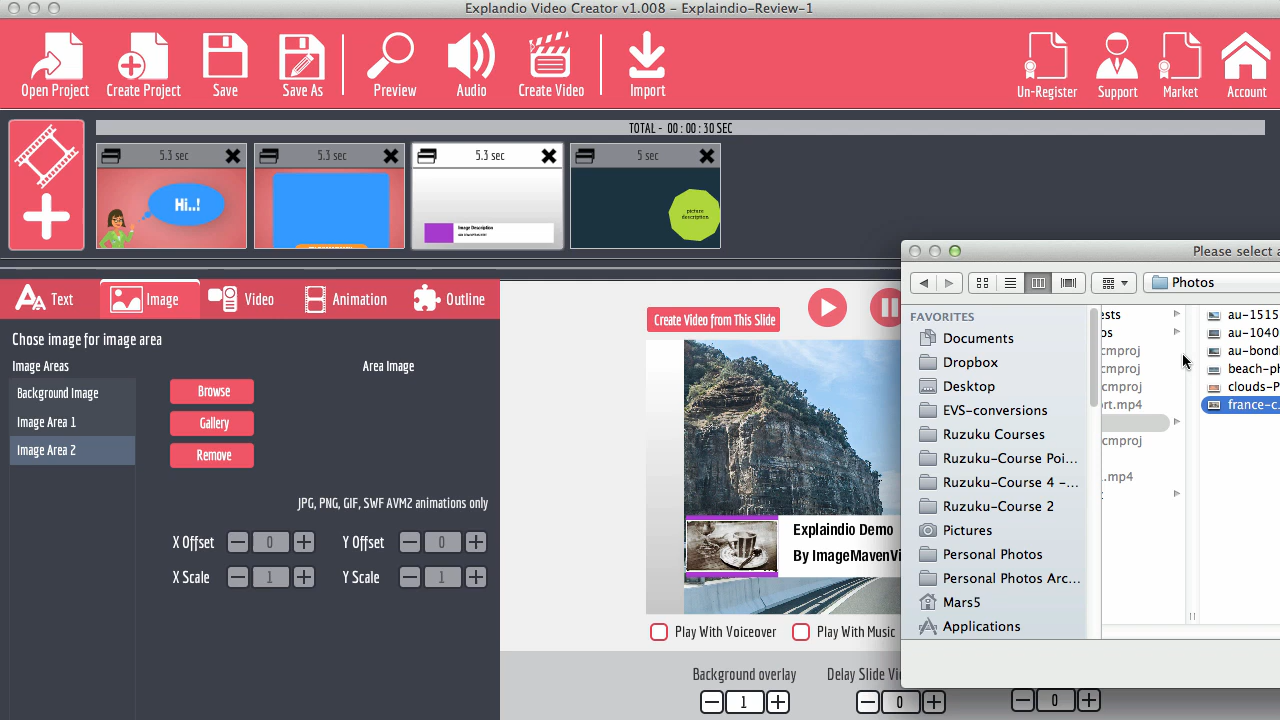 Explandio Video Creator v1.008 – Explaindio-Review-1
Open Project
Create Project
Save
Save As
Preview
Audio
Create Video
Import
Un-Register
Support
Market
Account
TOTAL - 00 : 00 : 30 SEC
5.3 sec
5.3 sec
5.3 sec
5 sec
Hi..!
Image Description
picture
description
Text
Image
Video
Animation
Outline
Chose image for image area
Image Areas
Area Image
Background Image
Image Area 1
Image Area 2
Browse
Gallery
Remove
JPG, PNG, GIF, SWF AVM2 animations only
X Offset
0
Y Offset
0
X Scale
1
Y Scale
1
Create Video from This Slide
Explaindio Demo
By ImageMavenVi
Play With Voiceover
Play With Music
Background overlay
Delay Slide Vi
1
0
0
Please select a
Photos
FAVORITES
Documents
Dropbox
Desktop
EVS-conversions
Ruzuku Courses
Ruzuku-Course Poi...
Ruzuku-Course 4 -...
Ruzuku-Course 2
Pictures
Personal Photos
Personal Photos Arc...
Mars5
Applications
ests
os
cmproj
cmproj
cmproj
ort.mp4
cmproj
.mp4
au-1515
au-1040
au-bondi
beach-ph
clouds-P
france-c.